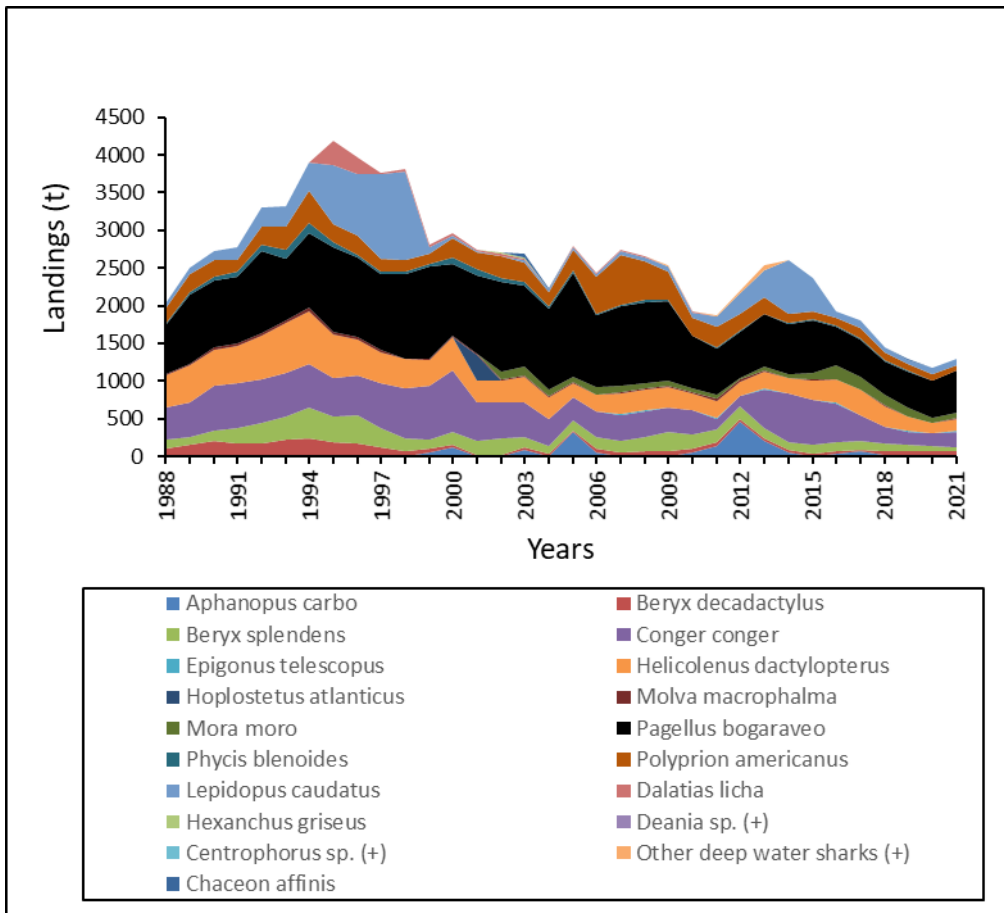 4500
4000
3500
3000
2500
2000
1500
1000
500
0
Landings (t)
1988
1991
1994
1997
2000
2003
2006
2009
2012
2015
2018
2021
Years
Aphanopus carbo
Beryx decadactylus
Beryx splendens
Conger conger
Epigonus telescopus
Helicolenus dactylopterus
Hoplostetus atlanticus
Molva macrophalma
Mora moro
Pagellus bogaraveo
Phycis blenoides
Polyprion americanus
Lepidopus caudatus
Dalatias licha
Hexanchus griseus
Deania sp. (+)
Centrophorus sp. (+)
Other deep water sharks (+)
Chaceon affinis